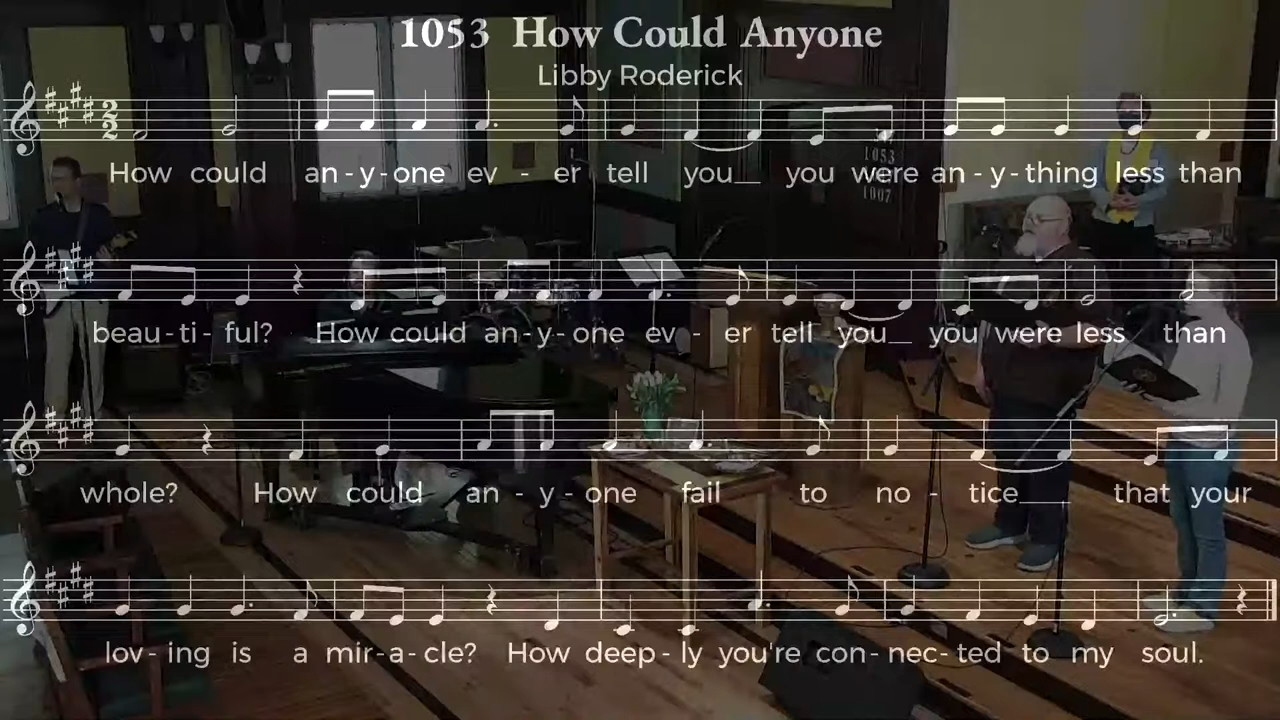 1053 How Could Anyone
Libby Roderick
2
2
How could an-y-one ev-er tell you__ you were an-y-thing less than
1053
1007
beau-ti-ful? How could an-y-one ev-er tell you__ you were less than
whole? How could an-y-one fail to no-tice___ that your
lov-ing is a mir-a-cle? How deep-ly you're con-nec-ted to my soul.